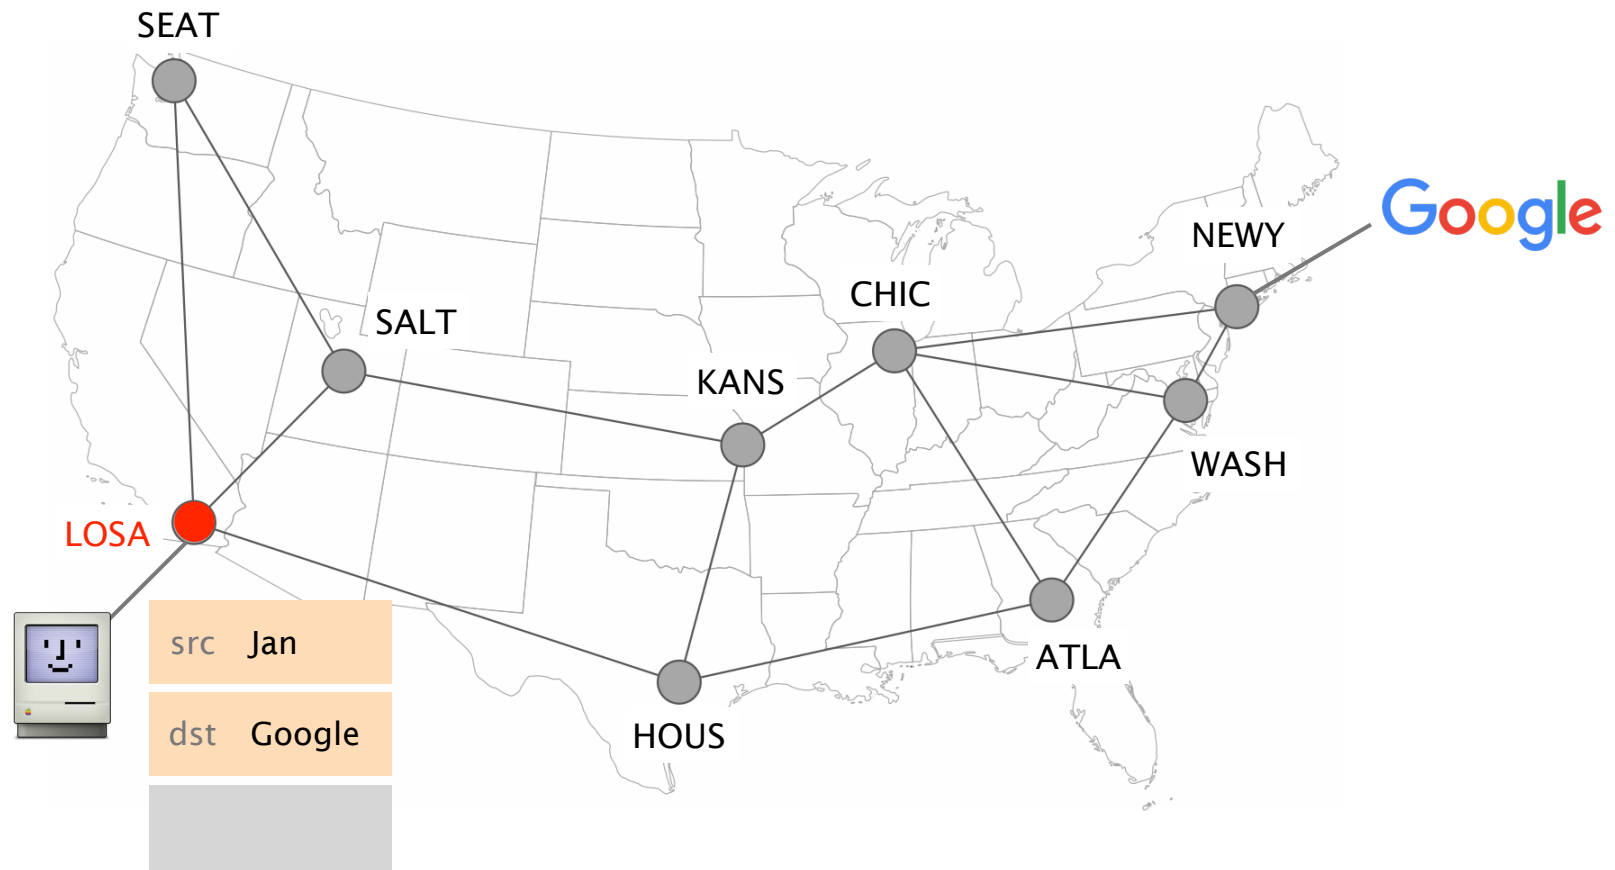 SEAT
Google
NEWY
CHIC
SALT
KANS
WASH
LOSA
src Jan
ATLA
dst Google
HOUS